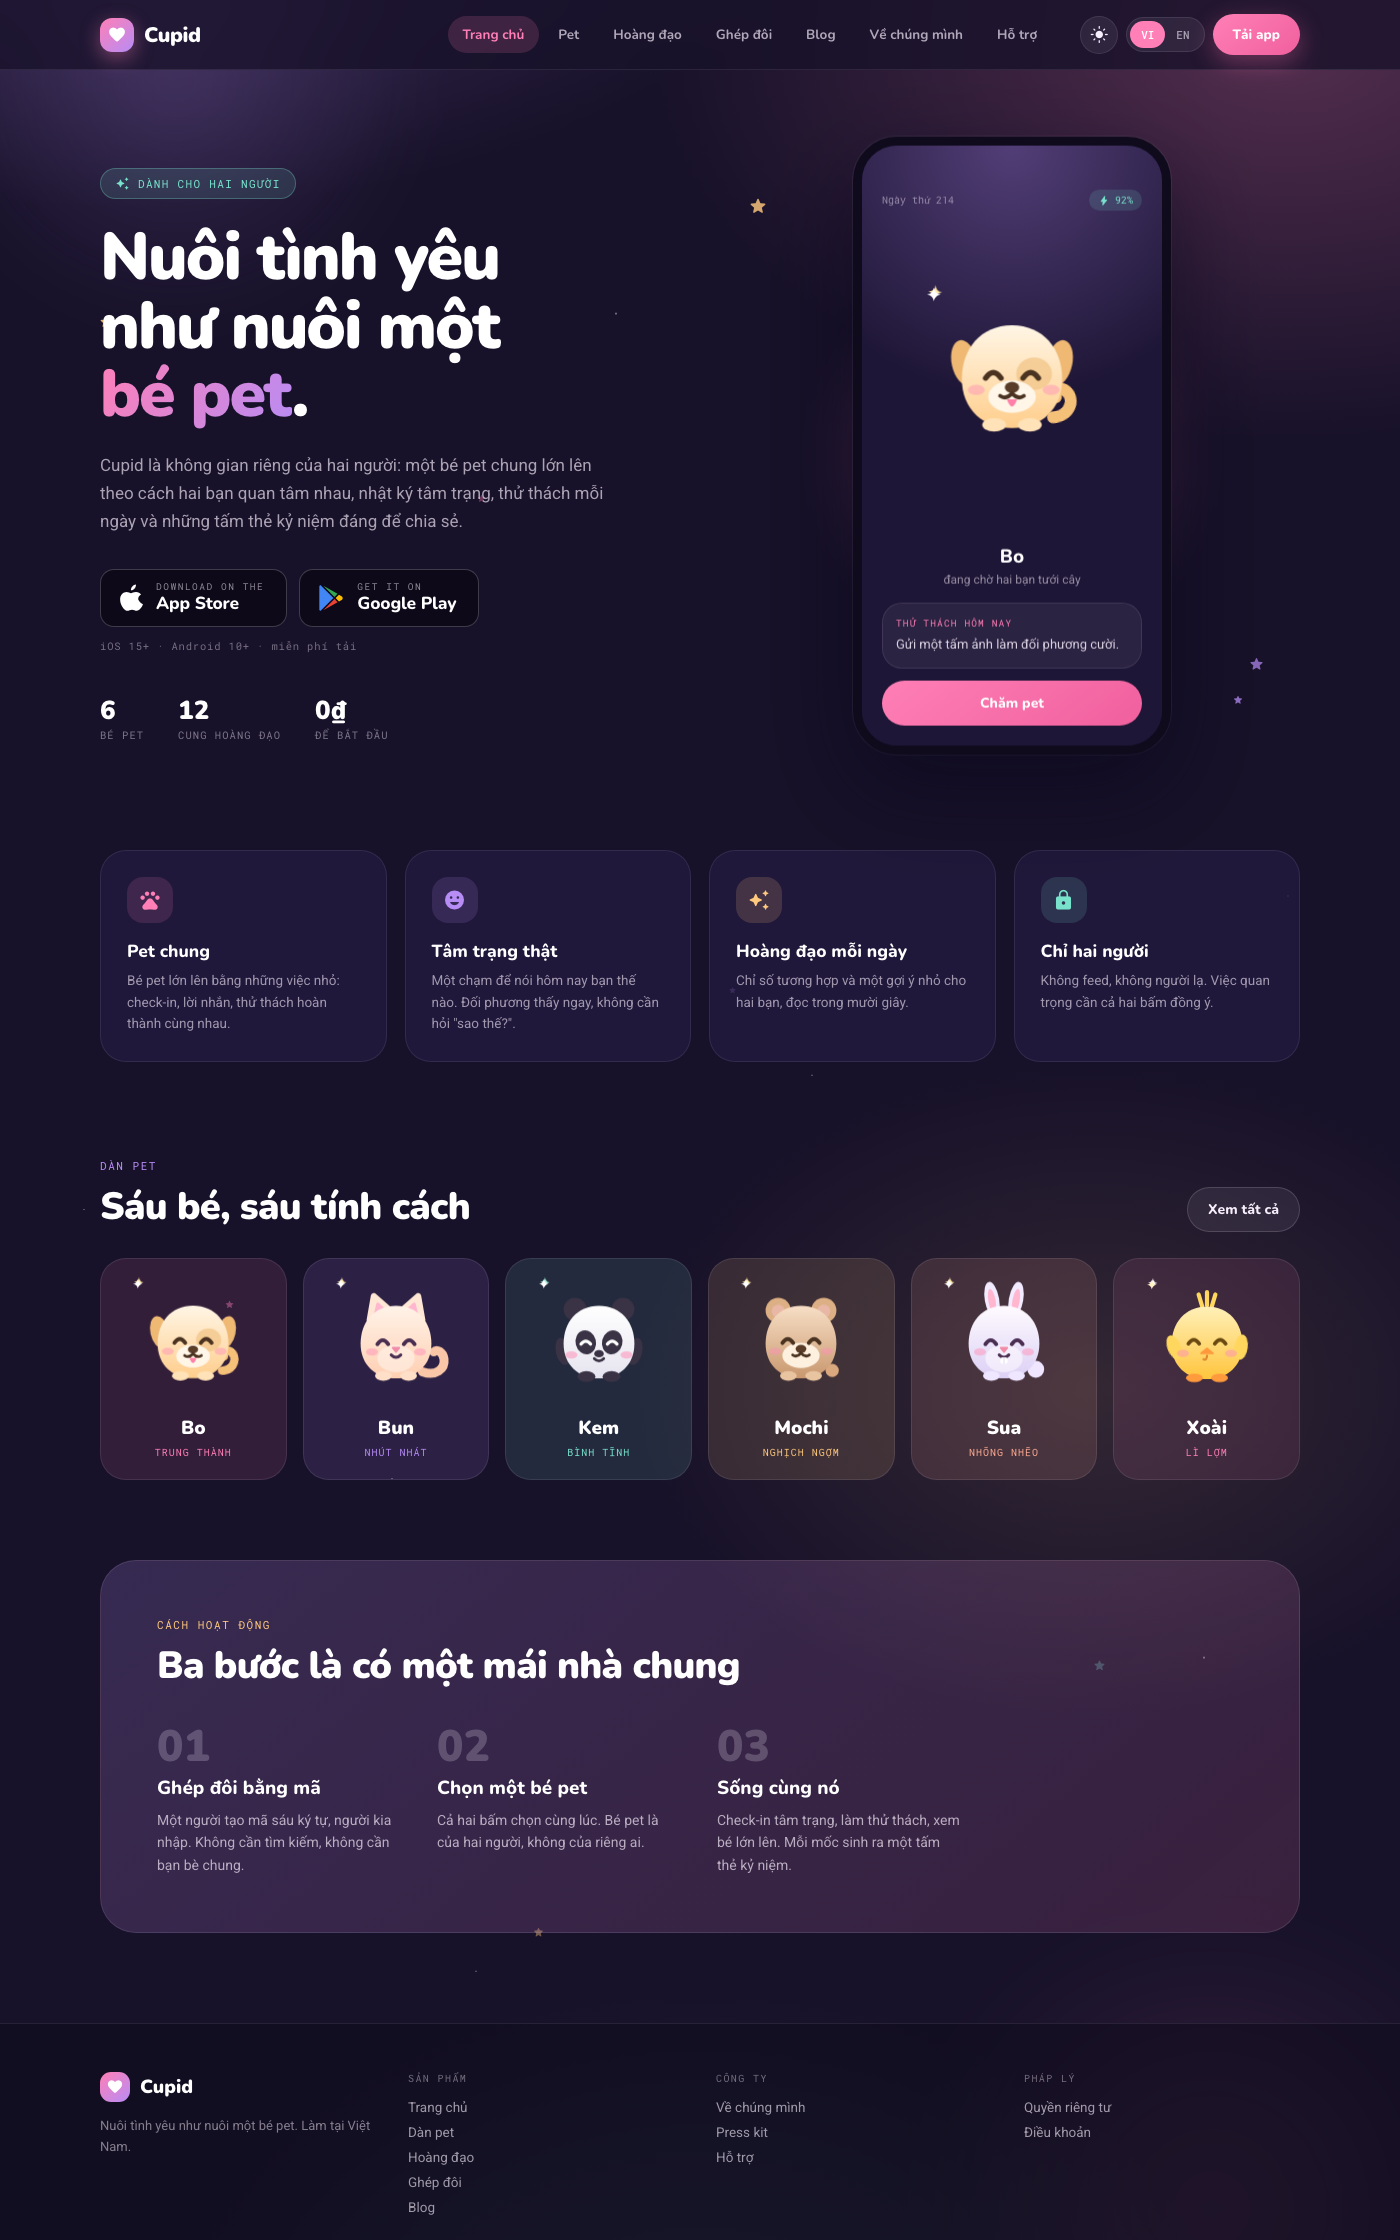 Cupid
Trang chủ
Pet
Hoàng đạo
Ghép đôi
Blog
Về chúng mình
Hỗ trợ
VI
EN
Tải app
DÀNH CHO HAI NGƯỜI
Nuôi tình yêu
như nuôi một
bé pet.
Cupid là không gian riêng của hai người: một bé pet chung lớn lên
theo cách hai bạn quan tâm nhau, nhật ký tâm trạng, thử thách mỗi
ngày và những tấm thẻ kỷ niệm đáng để chia sẻ.
DOWNLOAD ON THE
App Store
GET IT ON
Google Play
iOS 15+ · Android 10+ · miễn phí tải
6
BÉ PET
12
CUNG HOÀNG ĐẠO
0₫
ĐỂ BẮT ĐẦU
Ngày thứ 214
92%
Bo
đang chờ hai bạn tưới cây
THỬ THÁCH HÔM NAY
Gửi một tấm ảnh làm đối phương cười.
Chăm pet
Pet chung
Bé pet lớn lên bằng những việc nhỏ:
check-in, lời nhắn, thử thách hoàn
thành cùng nhau.
Tâm trạng thật
Một chạm để nói hôm nay bạn thế
nào. Đối phương thấy ngay, không cần
hỏi "sao thế?".
Hoàng đạo mỗi ngày
Chỉ số tương hợp và một gợi ý nhỏ cho
hai bạn, đọc trong mười giây.
Chỉ hai người
Không feed, không người lạ. Việc quan
trọng cần cả hai bấm đồng ý.
DÀN PET
Sáu bé, sáu tính cách
Xem tất cả
Bo
TRUNG THÀNH
Bun
NHÚT NHÁT
Kem
BÌNH TĨNH
Mochi
NGHỊCH NGỢM
Sua
NHÕNG NHẼO
Xoài
LÌ LỢM
CÁCH HOẠT ĐỘNG
Ba bước là có một mái nhà chung
01
Ghép đôi bằng mã
Một người tạo mã sáu ký tự, người kia
nhập. Không cần tìm kiếm, không cần
bạn bè chung.
02
Chọn một bé pet
Cả hai bấm chọn cùng lúc. Bé pet là
của hai người, không của riêng ai.
03
Sống cùng nó
Check-in tâm trạng, làm thử thách, xem
bé lớn lên. Mỗi mốc sinh ra một tấm
thẻ kỷ niệm.
Cupid
Nuôi tình yêu như nuôi một bé pet. Làm tại Việt
Nam.
SẢN PHẨM
Trang chủ
Dàn pet
Hoàng đạo
Ghép đôi
Blog
CÔNG TY
Về chúng mình
Press kit
Hỗ trợ
PHÁP LÝ
Quyền riêng tư
Điều khoản